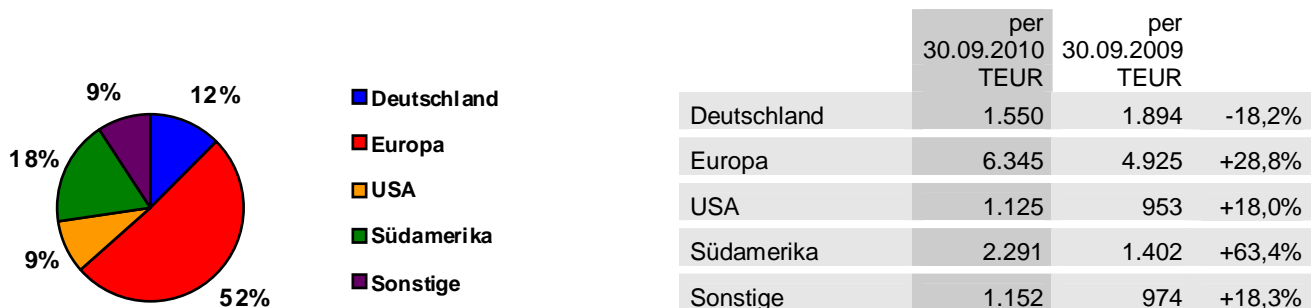 9%
12%
18%
9%
52%
Deutschland
Europa
USA
Südamerika
Sonstige
per per
30.09.2010 30.09.2009
TEUR TEUR
Deutschland 1.550 1.894 -18,2%
Europa 6.345 4.925 +28,8%
USA 1.125 953 +18,0%
Südamerika 2.291 1.402 +63,4%
Sonstige 1.152 974 +18,3%